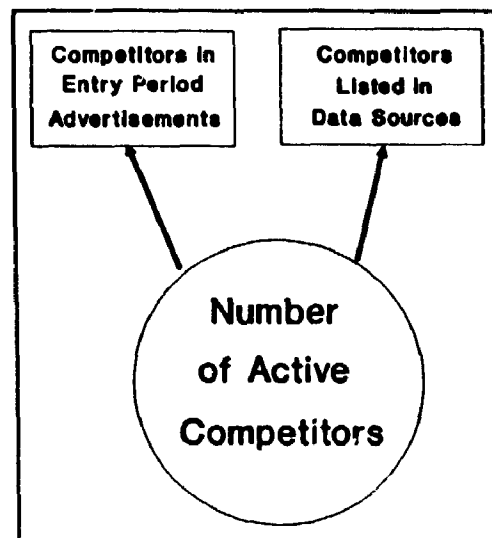 Competitors in
Entry Period
Advertisements
Competitors
Listed in
Data Sources
Number
of Active
Competitors